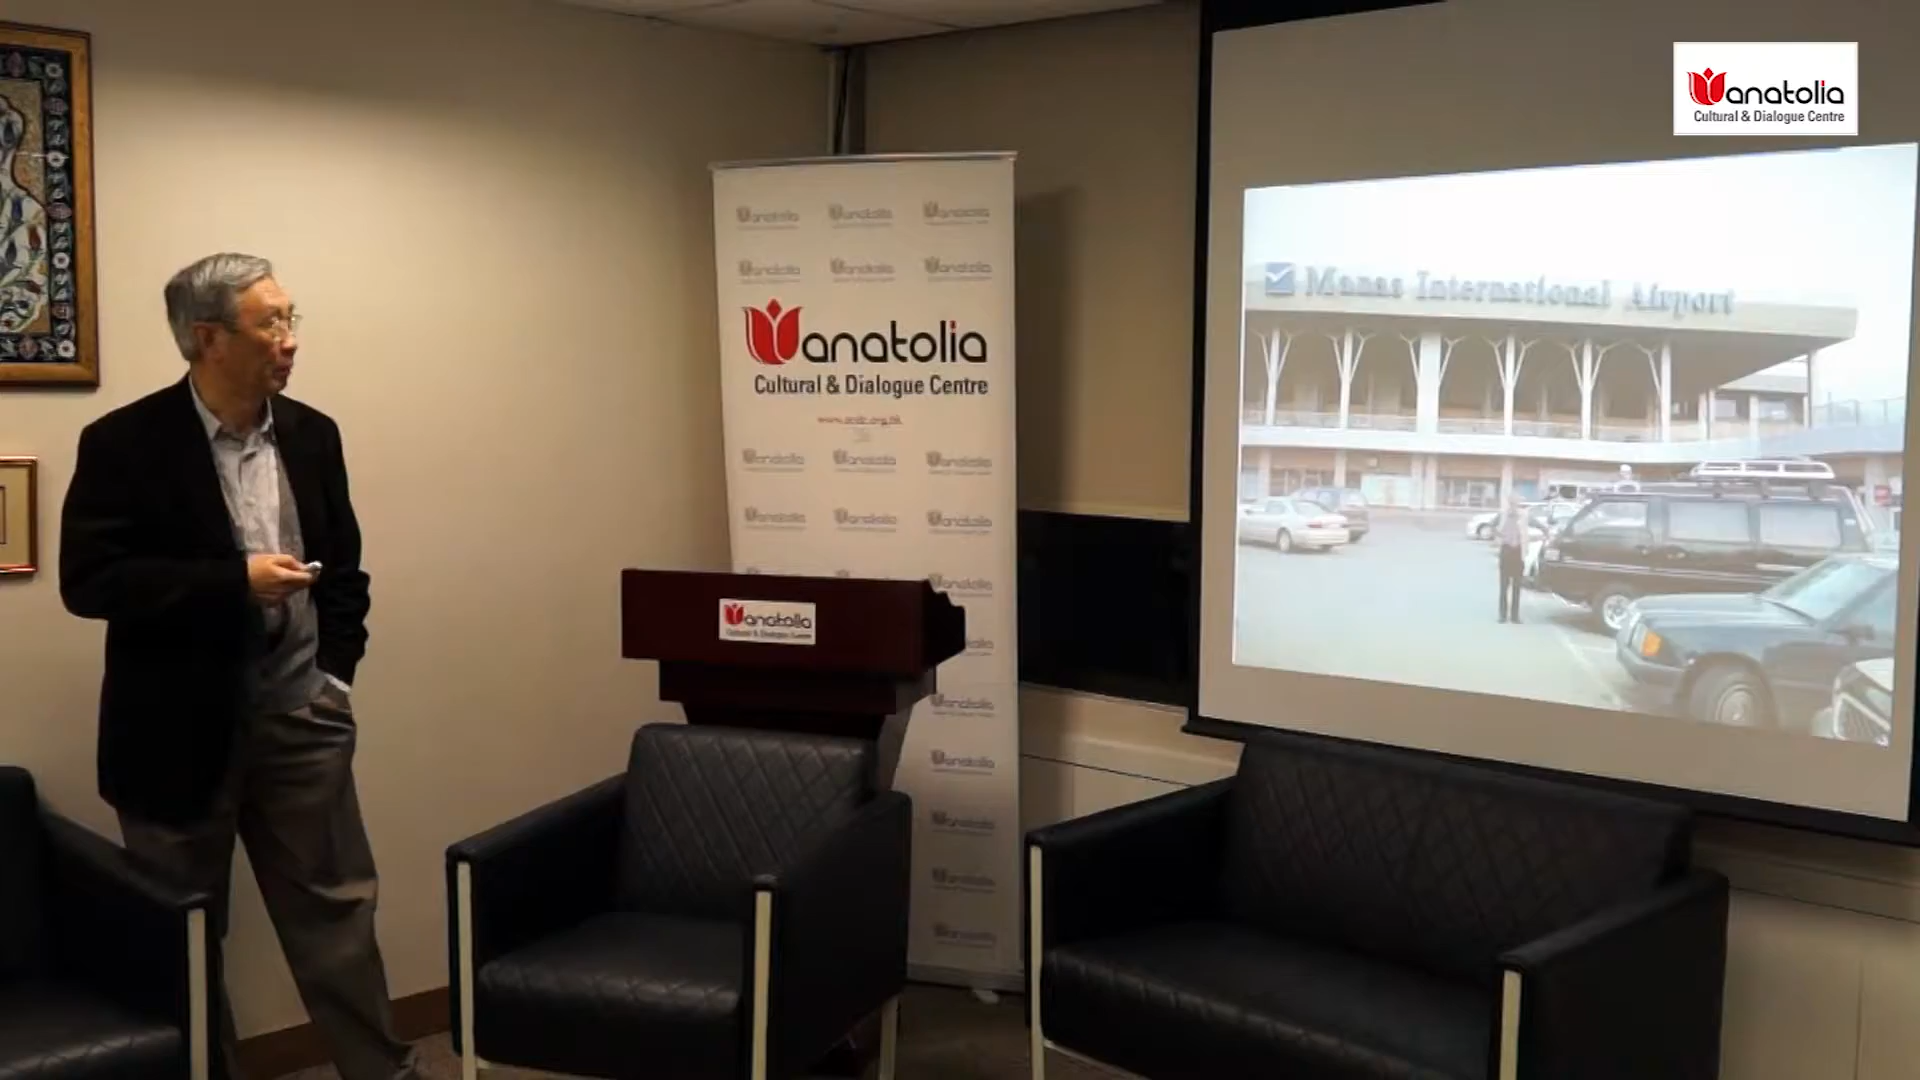 anatolia
Cultural & Dialogue Centre
Manas International Airport
anatolia
Cultural & Dialogue Centre
anatolia
Cultural & Dialogue Centre